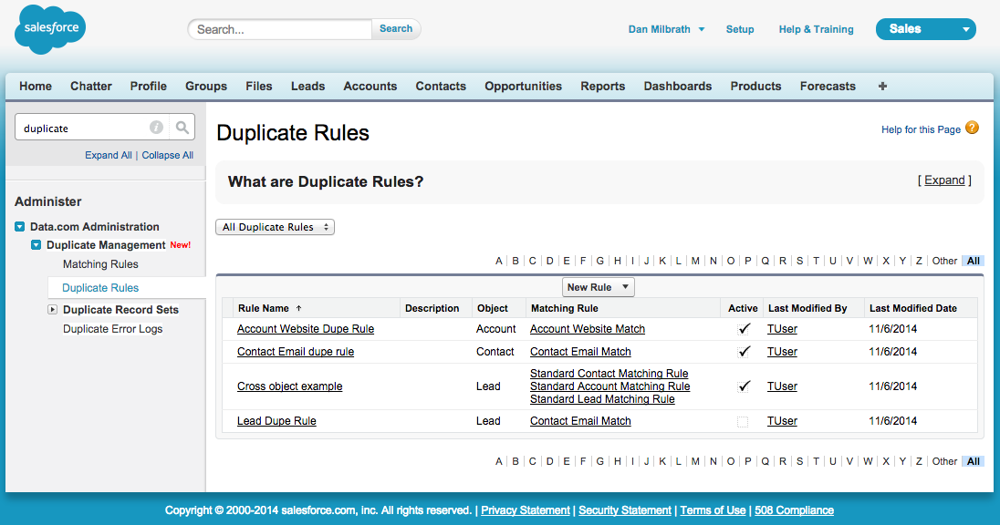 salesforce
Search...
Search
Dan Milbrath
Setup
Help & Training
Sales
Home Chatter Profile Groups Files Leads Accounts Contacts Opportunities Reports Dashboards Products Forecasts +
duplicate
i
Expand All | Collapse All
Administer
Data.com Administration
Duplicate Management New!
Matching Rules
Duplicate Rules
Duplicate Record Sets
Duplicate Error Logs
Duplicate Rules
Help for this Page ?
What are Duplicate Rules?
[ Expand ]
All Duplicate Rules
A | B | C | D | E | F | G | H | I | J | K | L | M | N | O | P | Q | R | S | T | U | V | W | X | Y | Z | Other | All
New Rule
Rule Name ↑ Description Object Matching Rule Active Last Modified By Last Modified Date
Account Website Dupe Rule Account Account Website Match ✓ TUser 11/6/2014
Contact Email dupe rule Contact Contact Email Match ✓ TUser 11/6/2014
Standard Contact Matching Rule
Cross object example Lead Standard Account Matching Rule ✓ TUser 11/6/2014
Standard Lead Matching Rule
Lead Dupe Rule Lead Contact Email Match TUser 11/6/2014
A | B | C | D | E | F | G | H | I | J | K | L | M | N | O | P | Q | R | S | T | U | V | W | X | Y | Z | Other | All
Copyright © 2000-2014 salesforce.com, inc. All rights reserved. | Privacy Statement | Security Statement | Terms of Use | 508 Compliance